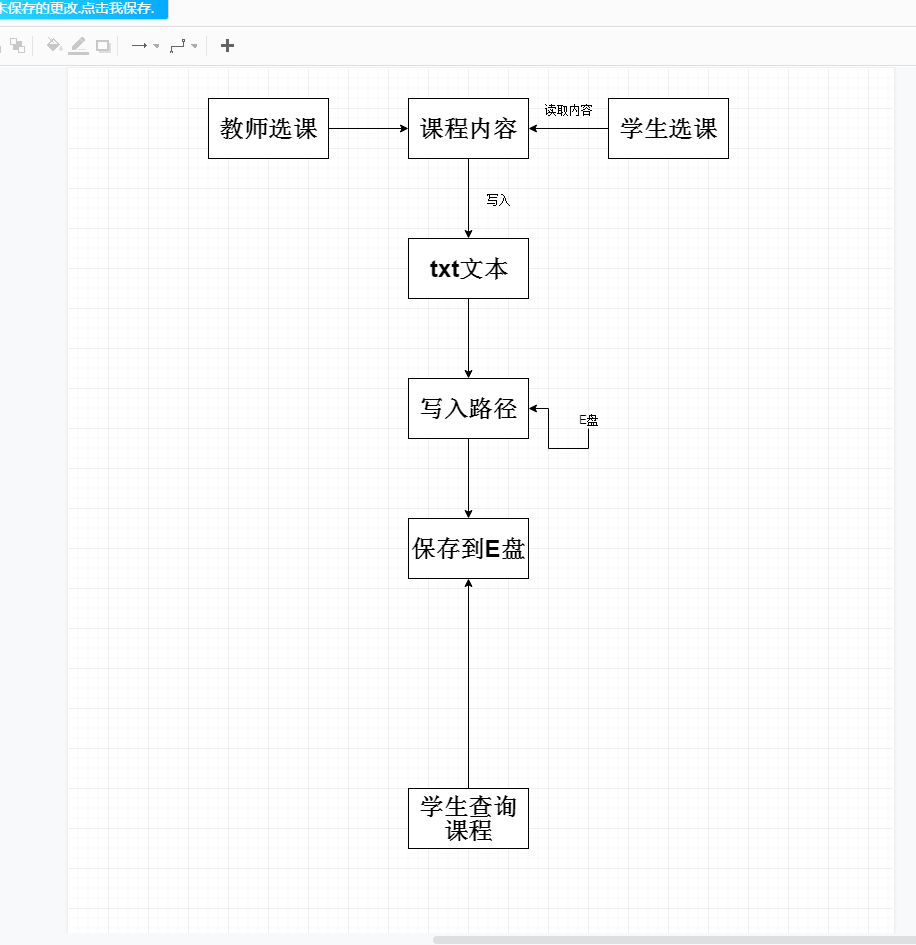 未保存的更改.点击我保存.
教师选课
课程内容
读取内容
学生选课
写入
txt文本
写入路径
E盘
保存到E盘
学生查询
课程